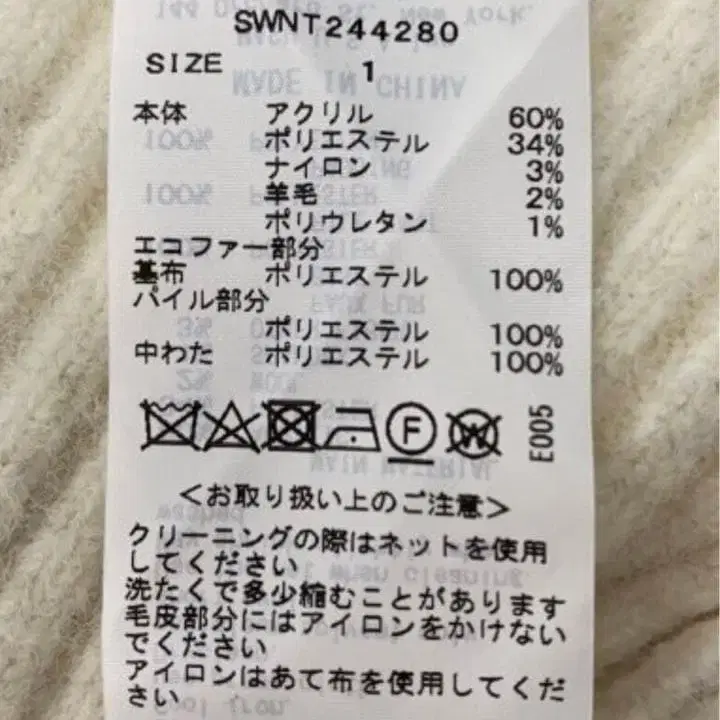 SWNT244280
SIZE 1
MADE IN CHINA
本体 アクリル 60%
ポリエステル 34%
ナイロン 3%
羊毛 2%
ポリウレタン 1%
エコファー部分
基布 ポリエステル 100%
パイル部分
ポリエステル 100%
中わた ポリエステル 100%
F W E005
<お取り扱い上のご注意>
クリーニングの際はネットを使用
してください
洗たくで多少縮むことがあります
毛皮部分にはアイロンをかけない
でください
アイロンはあて布を使用してくだ
さい